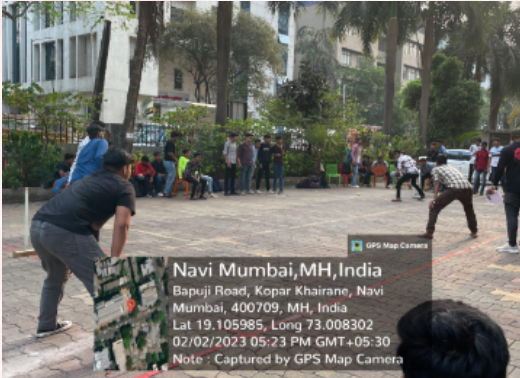 GPS Map Camera
Navi Mumbai,MH,India
Bapuji Road, Kopar Khairane, Navi
Mumbai, 400709, MH, India
Lat 19.105985, Long 73.008302
02/02/2023 05:23 PM GMT+05:30
Note : Captured by GPS Map Camera